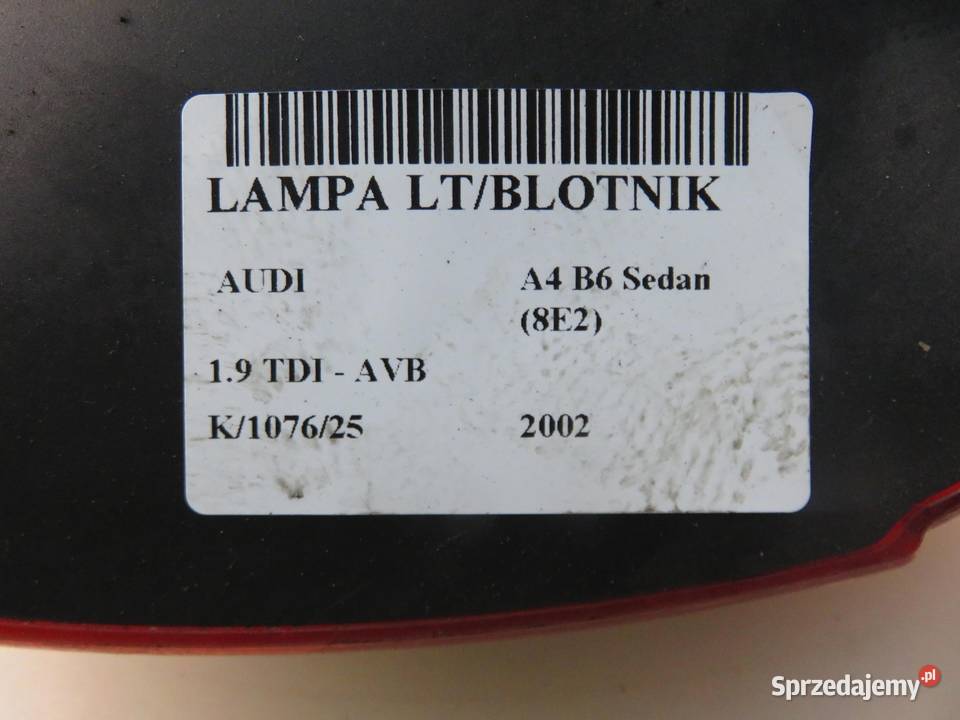 LAMPA LT/BLOTNIK
AUDI
A4 B6 Sedan
(8E2)
1.9 TDI - AVB
K/1076/25
2002
Sprzedajemy.pl